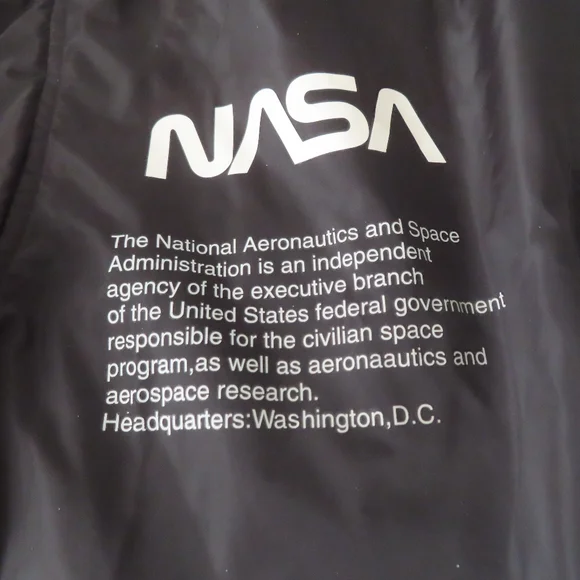 NASA
The National Aeronautics and Space
Administration is an independent
agency of the executive branch
of the United States federal government
responsible for the civilian space
program,as well as aeronaautics and
aerospace research.
Headquarters:Washington,D.C.